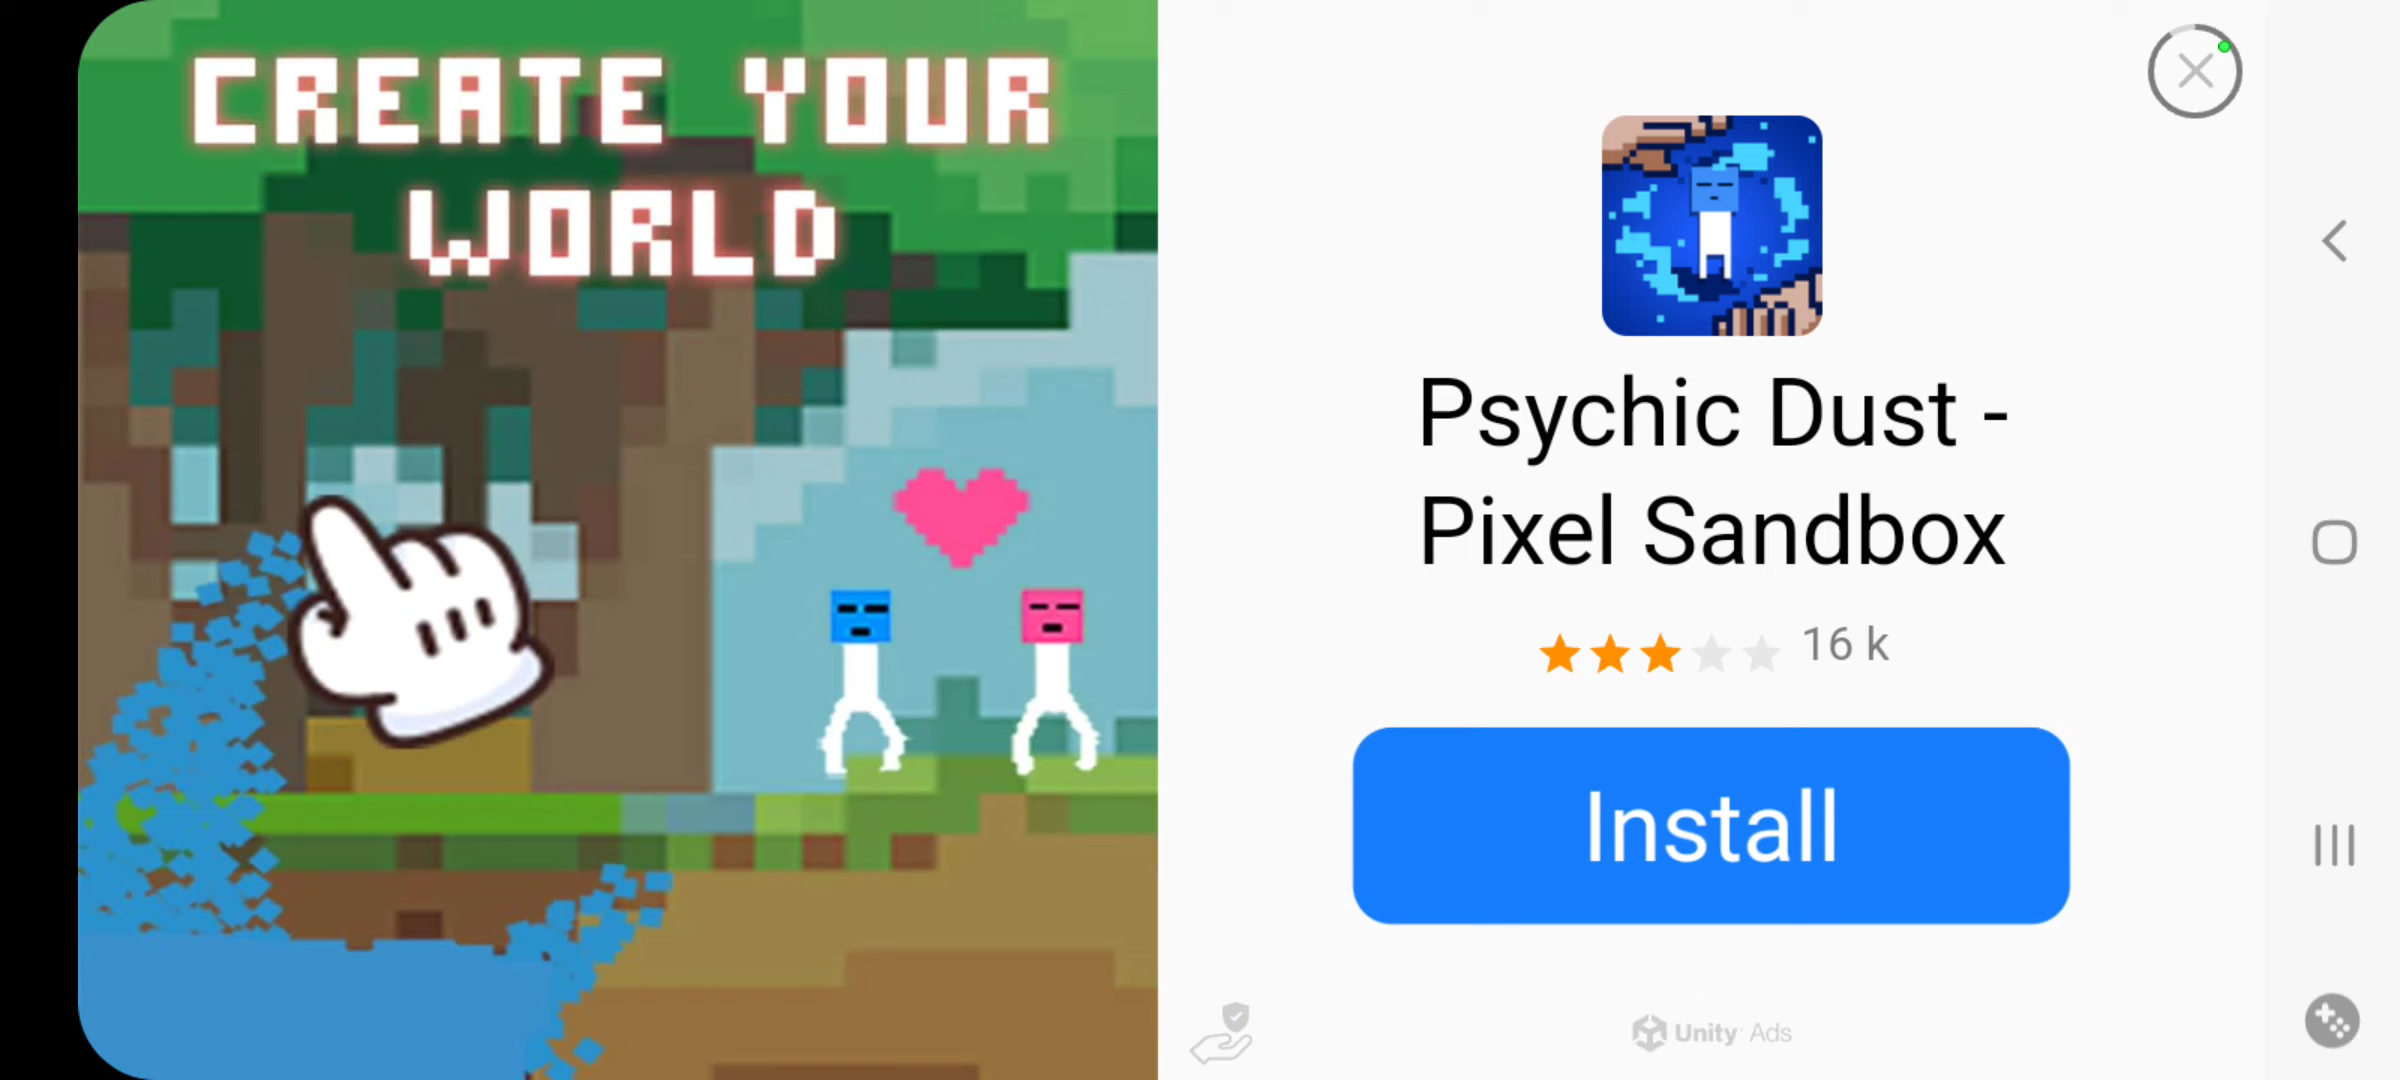 CREATE YOUR
WORLD
Psychic Dust -
Pixel Sandbox
16 k
Install
Unity Ads